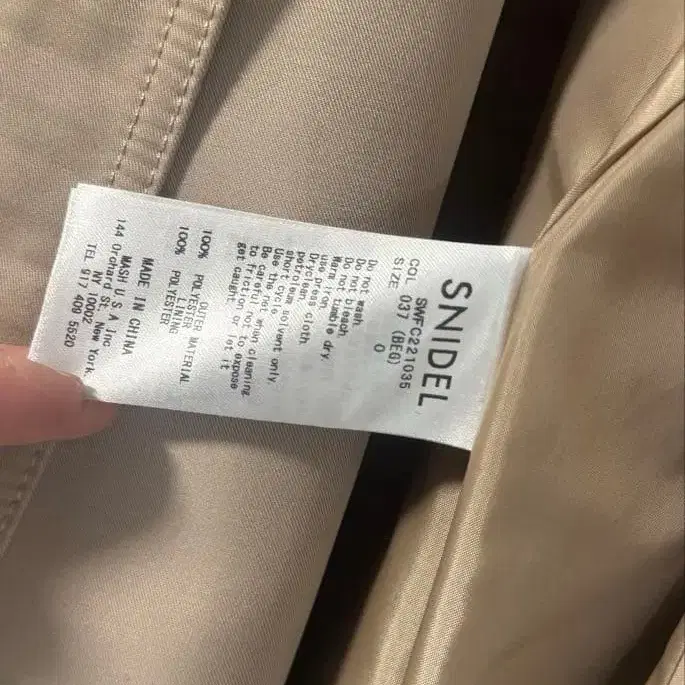 SNIDEL
SWFC221035
COL 037 (BEG)
SIZE 0
Do not wash.
Do not bleach.
Do not tumble dry.
Warm iron.
use press cloth.
Dryclean
petroleum solvent only.
short cycle
Use the
Be careful when cleaning
to friction not to expose
get caught, or let it
OUTER MATERIAL
100% POLYESTER
LINING
100% POLYESTER
MADE IN CHINA
MASH U.S.A Inc
144 Orchard St. New York
NY 10002
TEL 917 409 5520